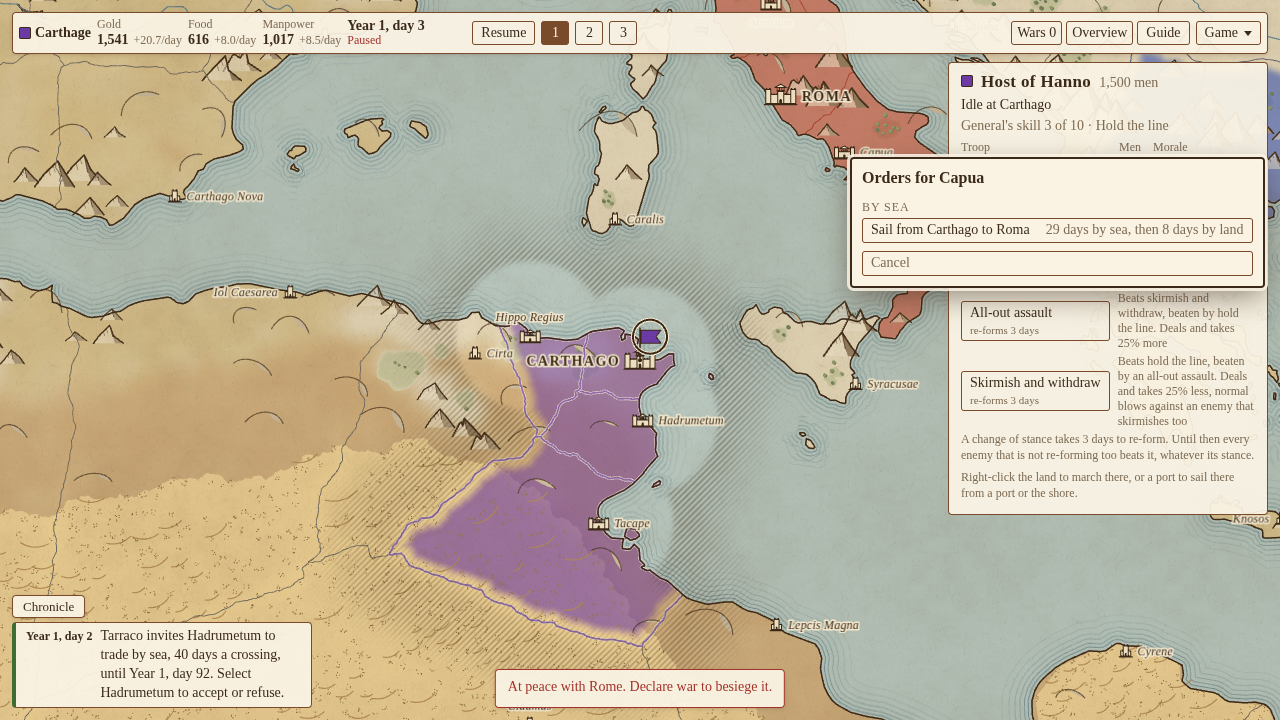 Carthage
Gold
1,541 +20.7/day
Food
616 +8.0/day
Manpower
1,017 +8.5/day
Year 1, day 3
Paused
Resume
1
2
3
Wars 0
Overview
Guide
Game
Host of Hanno 1,500 men
Idle at Carthago
General's skill 3 of 10 · Hold the line
Troop Men Morale
Orders for Capua
BY SEA
Sail from Carthago to Roma 29 days by sea, then 8 days by land
Cancel
All-out assault
re-forms 3 days
Beats skirmish and
withdraw, beaten by hold
the line. Deals and takes
25% more
Skirmish and withdraw
re-forms 3 days
Beats hold the line, beaten
by an all-out assault. Deals
and takes 25% less, normal
blows against an enemy that
skirmishes too
A change of stance takes 3 days to re-form. Until then every
enemy that is not re-forming too beats it, whatever its stance.
Right-click the land to march there, or a port to sail there
from a port or the shore.
ROMA
Capua
Carthago Nova
Caralis
Iol Caesarea
Hippo Regius
Cirta
CARTHAGO
Syracusae
Hadrumetum
Tacape
Knosos
Lepcis Magna
Cyrene
Chronicle
Year 1, day 2 Tarraco invites Hadrumetum to
trade by sea, 40 days a crossing,
until Year 1, day 92. Select
Hadrumetum to accept or refuse.
At peace with Rome. Declare war to besiege it.